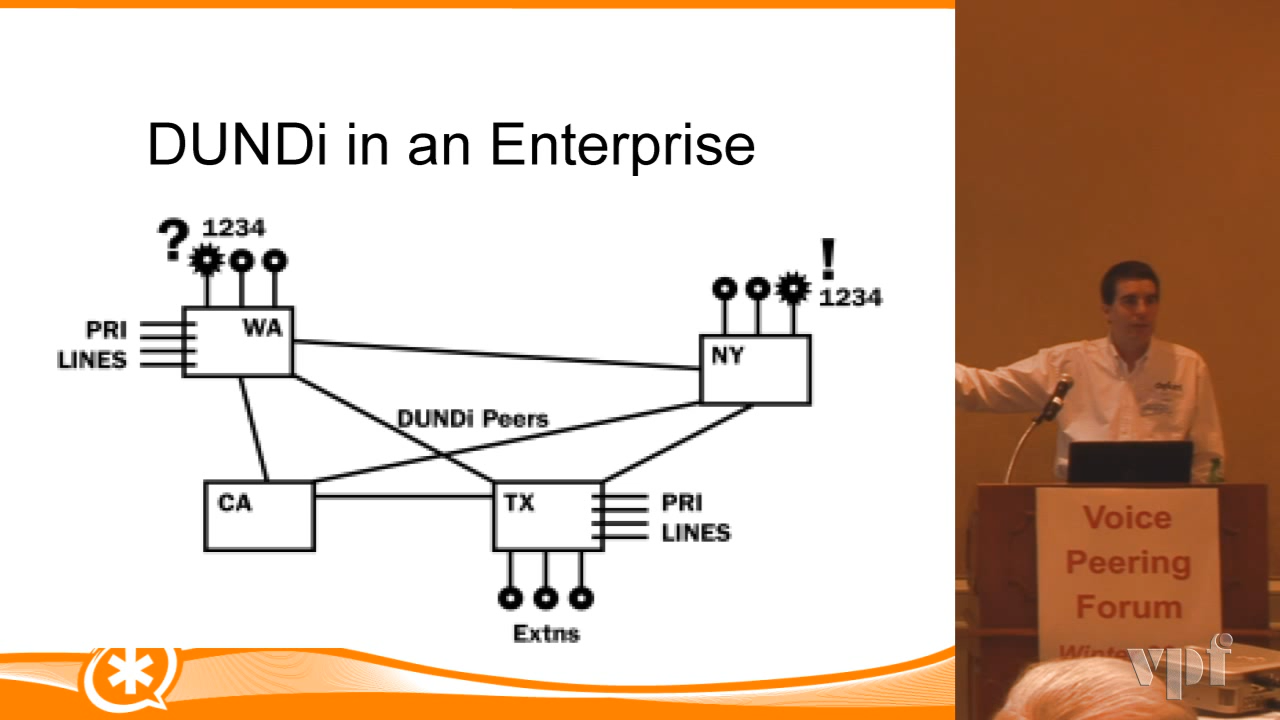 DUNDi in an Enterprise
?
1234
!
1234
PRI
LINES
WA
NY
DUNDi Peers
CA
TX
PRI
LINES
Extns
Voice
Peering
Forum
vpf